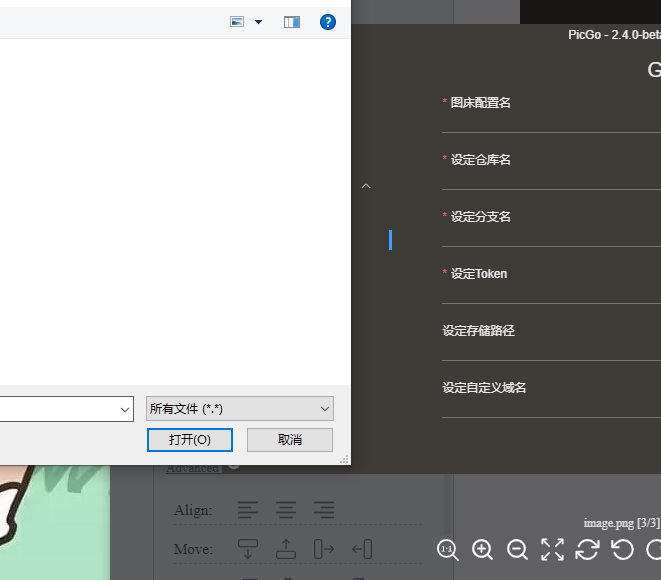 PicGo - 2.4.0-beta
G
* 图床配置名
* 设定仓库名
* 设定分支名
* 设定Token
设定存储路径
设定自定义域名
所有文件 (*.*)
打开(O)
取消
Advanced
Align:
Move:
image.png [3/3]
1:1